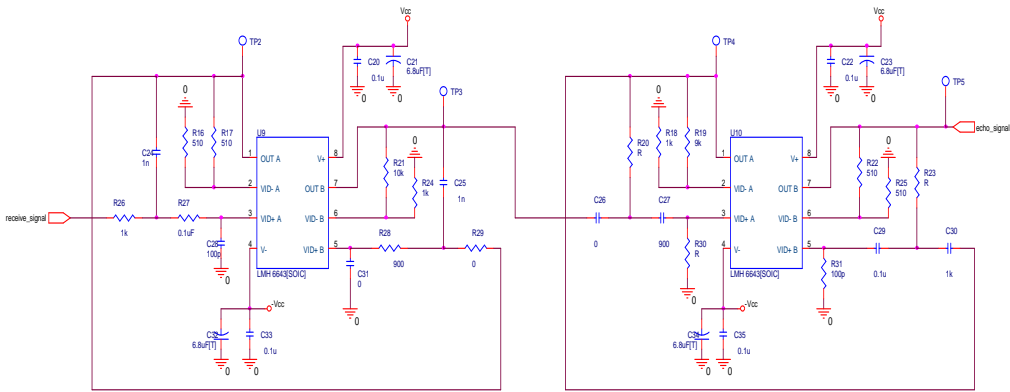 Vcc
Vcc
TP2
C20
0.1u
C21
6.8uF[T]
0
0
TP4
C22
0.1u
C23
6.8uF[T]
0
0
TP3
TP5
0
R16
510
R17
510
C24
1n
U9
1
OUT A
V+
8
OUT B
7
2
VID- A
VID- B
6
3
VID+ A
VID+ B
5
4
V-
LMH 6643[SOIC]
0
R21
10k
R24
1k
C25
1n
receive_signal
R26
1k
R27
0.1uF
C28
100p
0
C31
0
0
R28
900
R29
0
-Vcc
C32
6.8uF[T]
C33
0.1u
0
0
echo_signal
0
R20
R
R18
1k
R19
9k
U10
1
OUT A
V+
8
OUT B
7
2
VID- A
VID- B
6
3
VID+ A
VID+ B
5
4
V-
LMH 6643[SOIC]
R22
510
R25
510
0
R23
R
C26
0
C27
900
R30
R
0
C29
0.1u
C30
1k
R31
100p
0
-Vcc
C34
6.8uF[T]
C35
0.1u
0
0